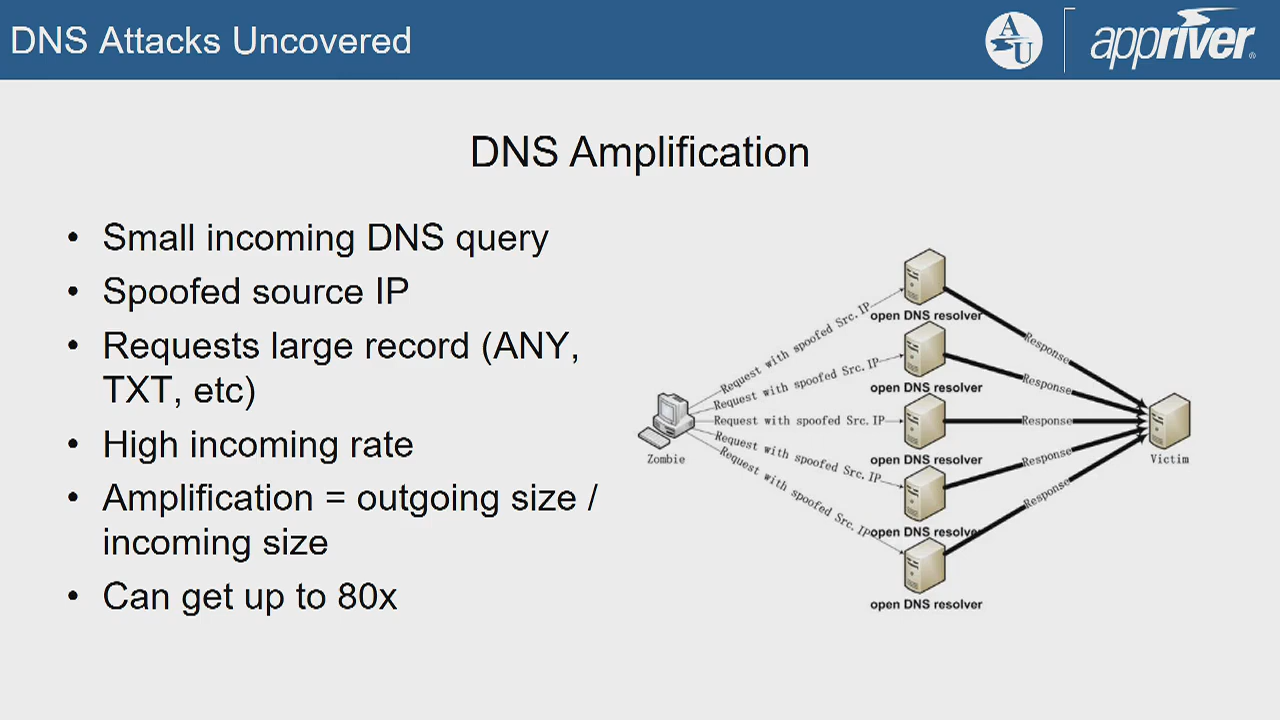 DNS Attacks Uncovered
AU
appriver®
DNS Amplification
• Small incoming DNS query
• Spoofed source IP
• Requests large record (ANY,
TXT, etc)
• High incoming rate
• Amplification = outgoing size /
incoming size
• Can get up to 80x
Zombie
Request with spoofed Src.IP
Request with spoofed Src.IP
Request with spoofed Src.IP
Request with spoofed Src.IP
Request with spoofed Src.IP
open DNS resolver
open DNS resolver
open DNS resolver
open DNS resolver
open DNS resolver
Response
Response
Response
Response
Response
Victim